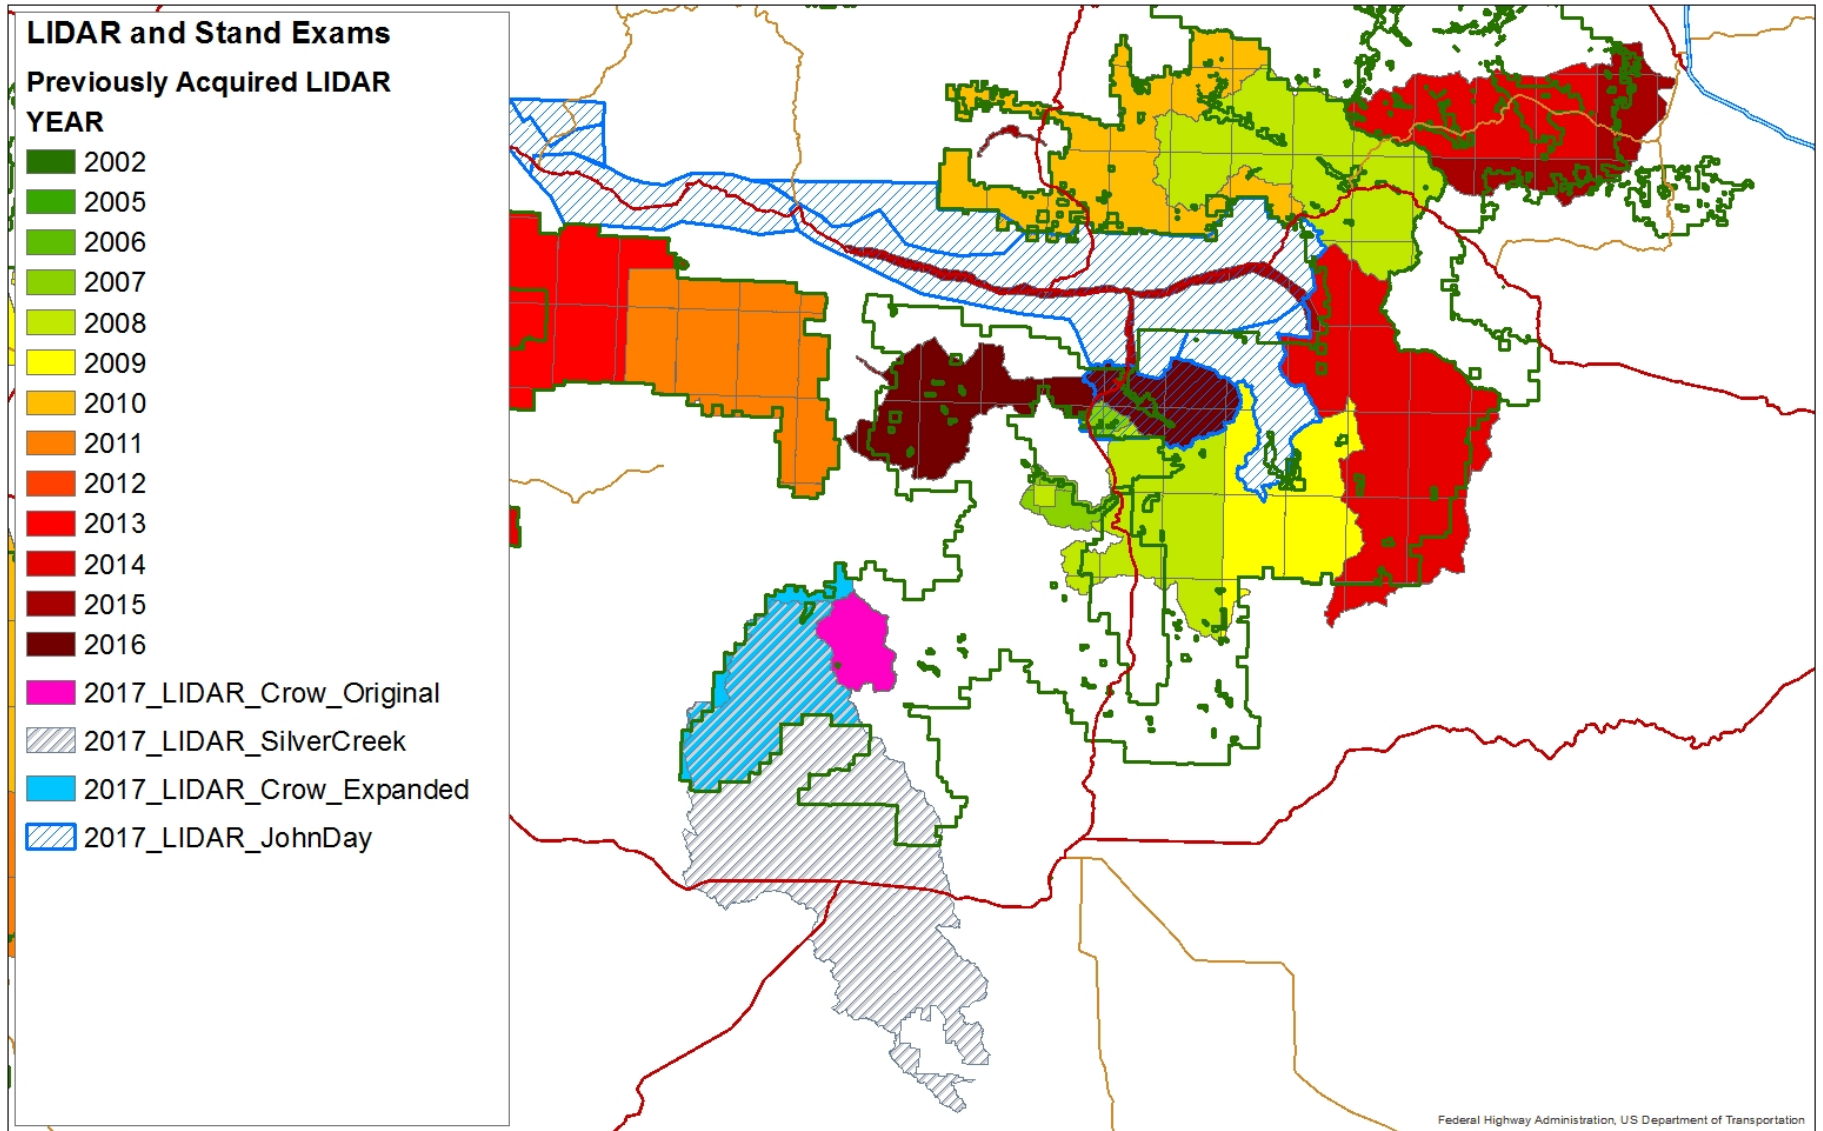 LIDAR and Stand Exams
Previously Acquired LIDAR
YEAR
2002
2005
2006
2007
2008
2009
2010
2011
2012
2013
2014
2015
2016
2017_LIDAR_Crow_Original
2017_LIDAR_SilverCreek
2017_LIDAR_Crow_Expanded
2017_LIDAR_JohnDay
Federal Highway Administration, US Department of Transportation